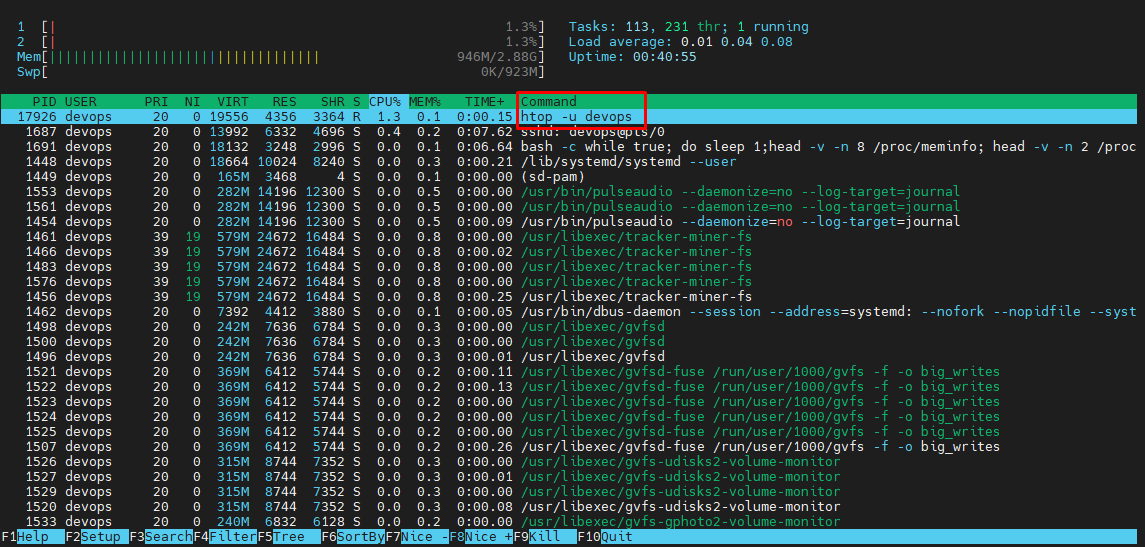 1 [| 1.3%] Tasks: 113, 231 thr; 1 running
2 [| 1.3%] Load average: 0.01 0.04 0.08
Mem[||||||||||||||||||||||||||||||||||  946M/2.88G] Uptime: 00:40:55
Swp[ 0K/923M]
PID USER PRI NI VIRT RES SHR S CPU% MEM% TIME+ Command
17926 devops 20 0 19556 4356 3364 R 1.3 0.1 0:00.15 htop -u devops
1687 devops 20 0 13992 6332 4696 S 0.4 0.2 0:07.62 sshd: devops@pts/0
1691 devops 20 0 18132 3248 2996 S 0.0 0.1 0:06.64 bash -c while true; do sleep 1;head -v -n 8 /proc/meminfo; head -v -n 2 /proc
1448 devops 20 0 18664 10024 8240 S 0.0 0.3 0:00.21 /lib/systemd/systemd --user
1449 devops 20 0 165M 3468 4 S 0.0 0.1 0:00.00 (sd-pam)
1553 devops 20 0 282M 14196 12300 S 0.0 0.5 0:00.00 /usr/bin/pulseaudio --daemonize=no --log-target=journal
1561 devops 20 0 282M 14196 12300 S 0.0 0.5 0:00.00 /usr/bin/pulseaudio --daemonize=no --log-target=journal
1454 devops 20 0 282M 14196 12300 S 0.0 0.5 0:00.09 /usr/bin/pulseaudio --daemonize=no --log-target=journal
1461 devops 39 19 579M 24672 16484 S 0.0 0.8 0:00.00 /usr/libexec/tracker-miner-fs
1466 devops 39 19 579M 24672 16484 S 0.0 0.8 0:00.02 /usr/libexec/tracker-miner-fs
1483 devops 39 19 579M 24672 16484 S 0.0 0.8 0:00.00 /usr/libexec/tracker-miner-fs
1576 devops 39 19 579M 24672 16484 S 0.0 0.8 0:00.00 /usr/libexec/tracker-miner-fs
1456 devops 39 19 579M 24672 16484 S 0.0 0.8 0:00.25 /usr/libexec/tracker-miner-fs
1462 devops 20 0 7392 4412 3880 S 0.0 0.1 0:00.05 /usr/bin/dbus-daemon --session --address=systemd: --nofork --nopidfile --syst
1498 devops 20 0 242M 7636 6784 S 0.0 0.3 0:00.00 /usr/libexec/gvfsd
1500 devops 20 0 242M 7636 6784 S 0.0 0.3 0:00.00 /usr/libexec/gvfsd
1496 devops 20 0 242M 7636 6784 S 0.0 0.3 0:00.01 /usr/libexec/gvfsd
1521 devops 20 0 369M 6412 5744 S 0.0 0.2 0:00.11 /usr/libexec/gvfsd-fuse /run/user/1000/gvfs -f -o big_writes
1522 devops 20 0 369M 6412 5744 S 0.0 0.2 0:00.13 /usr/libexec/gvfsd-fuse /run/user/1000/gvfs -f -o big_writes
1523 devops 20 0 369M 6412 5744 S 0.0 0.2 0:00.00 /usr/libexec/gvfsd-fuse /run/user/1000/gvfs -f -o big_writes
1524 devops 20 0 369M 6412 5744 S 0.0 0.2 0:00.00 /usr/libexec/gvfsd-fuse /run/user/1000/gvfs -f -o big_writes
1525 devops 20 0 369M 6412 5744 S 0.0 0.2 0:00.00 /usr/libexec/gvfsd-fuse /run/user/1000/gvfs -f -o big_writes
1507 devops 20 0 369M 6412 5744 S 0.0 0.2 0:00.26 /usr/libexec/gvfsd-fuse /run/user/1000/gvfs -f -o big_writes
1526 devops 20 0 315M 8744 7352 S 0.0 0.3 0:00.00 /usr/libexec/gvfs-udisks2-volume-monitor
1527 devops 20 0 315M 8744 7352 S 0.0 0.3 0:00.01 /usr/libexec/gvfs-udisks2-volume-monitor
1529 devops 20 0 315M 8744 7352 S 0.0 0.3 0:00.00 /usr/libexec/gvfs-udisks2-volume-monitor
1520 devops 20 0 315M 8744 7352 S 0.0 0.3 0:00.08 /usr/libexec/gvfs-udisks2-volume-monitor
1533 devops 20 0 240M 6832 6128 S 0.0 0.2 0:00.00 /usr/libexec/gvfs-gphoto2-volume-monitor
F1Help F2Setup F3SearchF4FilterF5Tree F6SortByF7Nice -F8Nice +F9Kill F10Quit